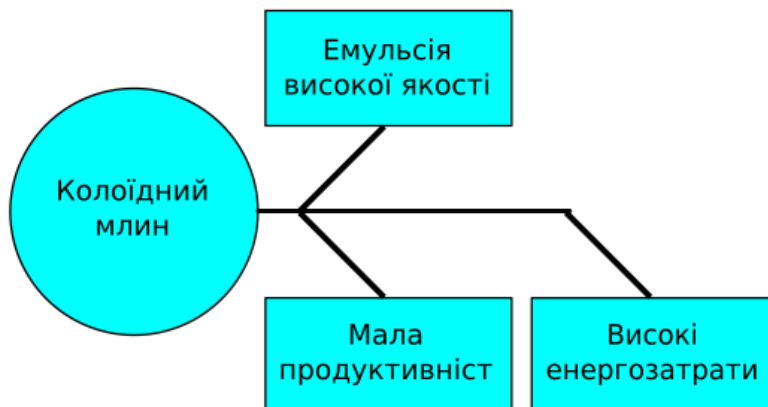 Емульсія
високої якості
Колоїдний
млин
Мала
продуктивніст
Високі
енергозатрати